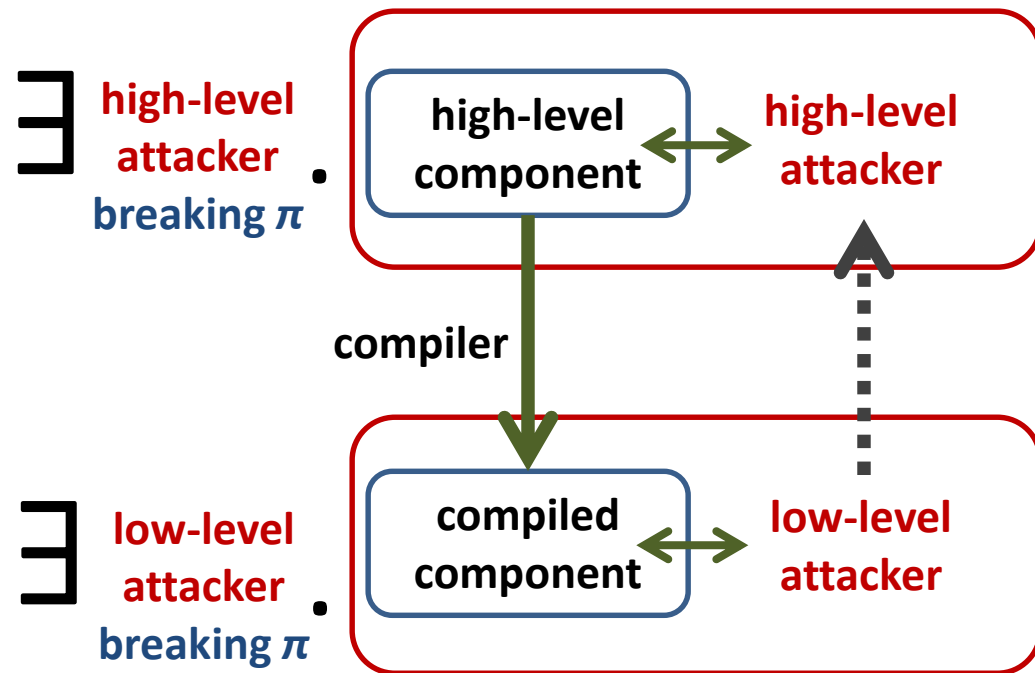 ∃ high-level
attacker
breaking π
.
high-level
component
high-level
attacker
compiler
∃ low-level
attacker
breaking π
.
compiled
component
low-level
attacker